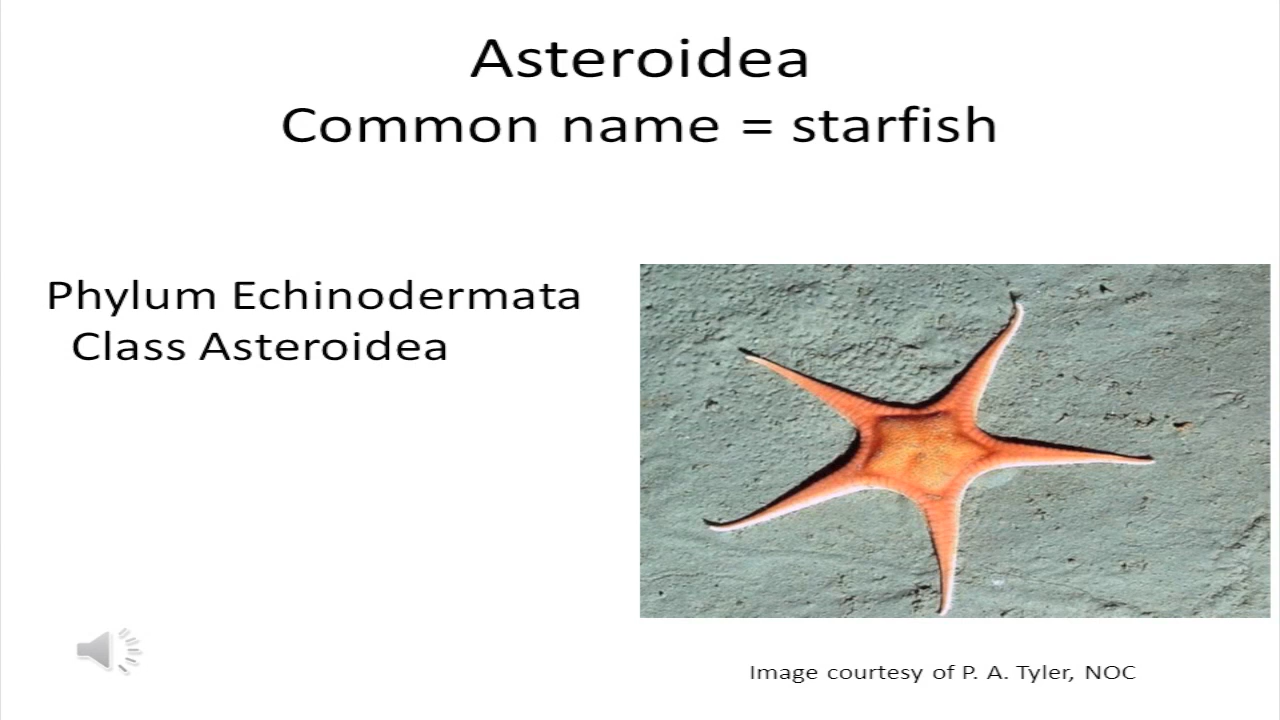 Asteroidea
Common name = starfish
Phylum Echinodermata
Class Asteroidea
Image courtesy of P. A. Tyler, NOC